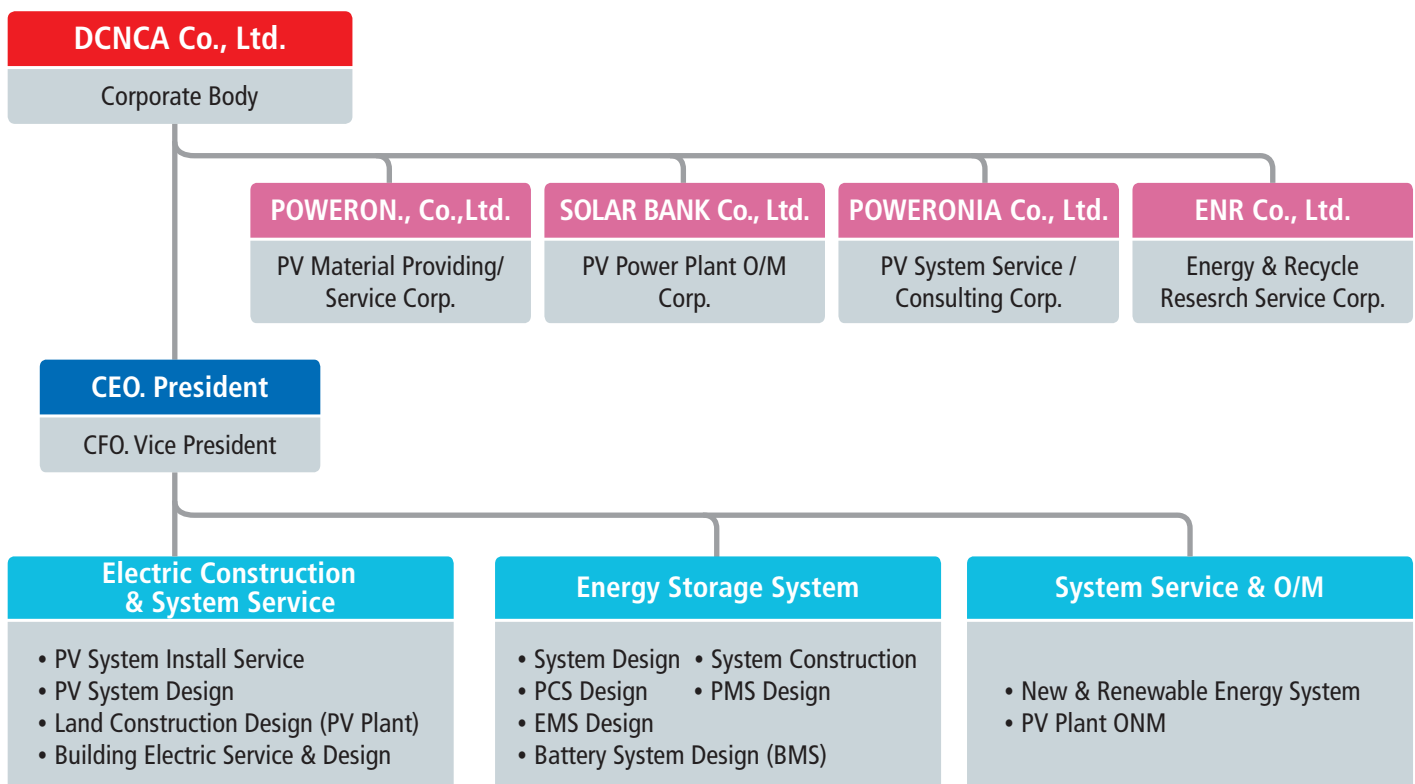 DCNCA Co., Ltd.
Corporate Body
POWERON., Co.,Ltd.
PV Material Providing/
Service Corp.
SOLAR BANK Co., Ltd.
PV Power Plant O/M
Corp.
POWERONIA Co., Ltd.
PV System Service /
Consulting Corp.
ENR Co., Ltd.
Energy & Recycle
Resesrch Service Corp.
CEO. President
CFO. Vice President
Electric Construction
& System Service
• PV System Install Service
• PV System Design
• Land Construction Design (PV Plant)
• Building Electric Service & Design
Energy Storage System
• System Design • System Construction
• PCS Design • PMS Design
• EMS Design
• Battery System Design (BMS)
System Service & O/M
• New & Renewable Energy System
• PV Plant ONM